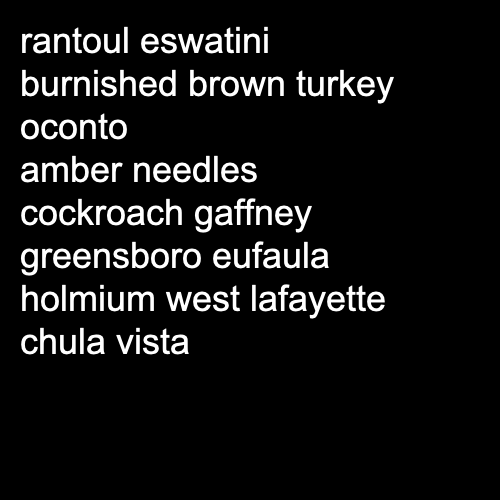 rantoul eswatini
burnished brown turkey
oconto
amber needles
cockroach gaffney
greensboro eufaula
holmium west lafayette
chula vista